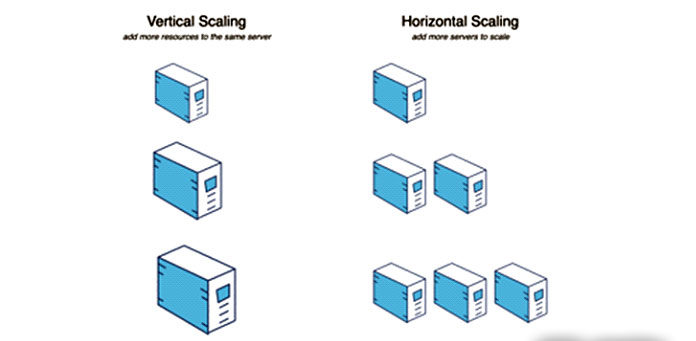 Vertical Scaling
add more resources to the same server
Horizontal Scaling
add more servers to scale